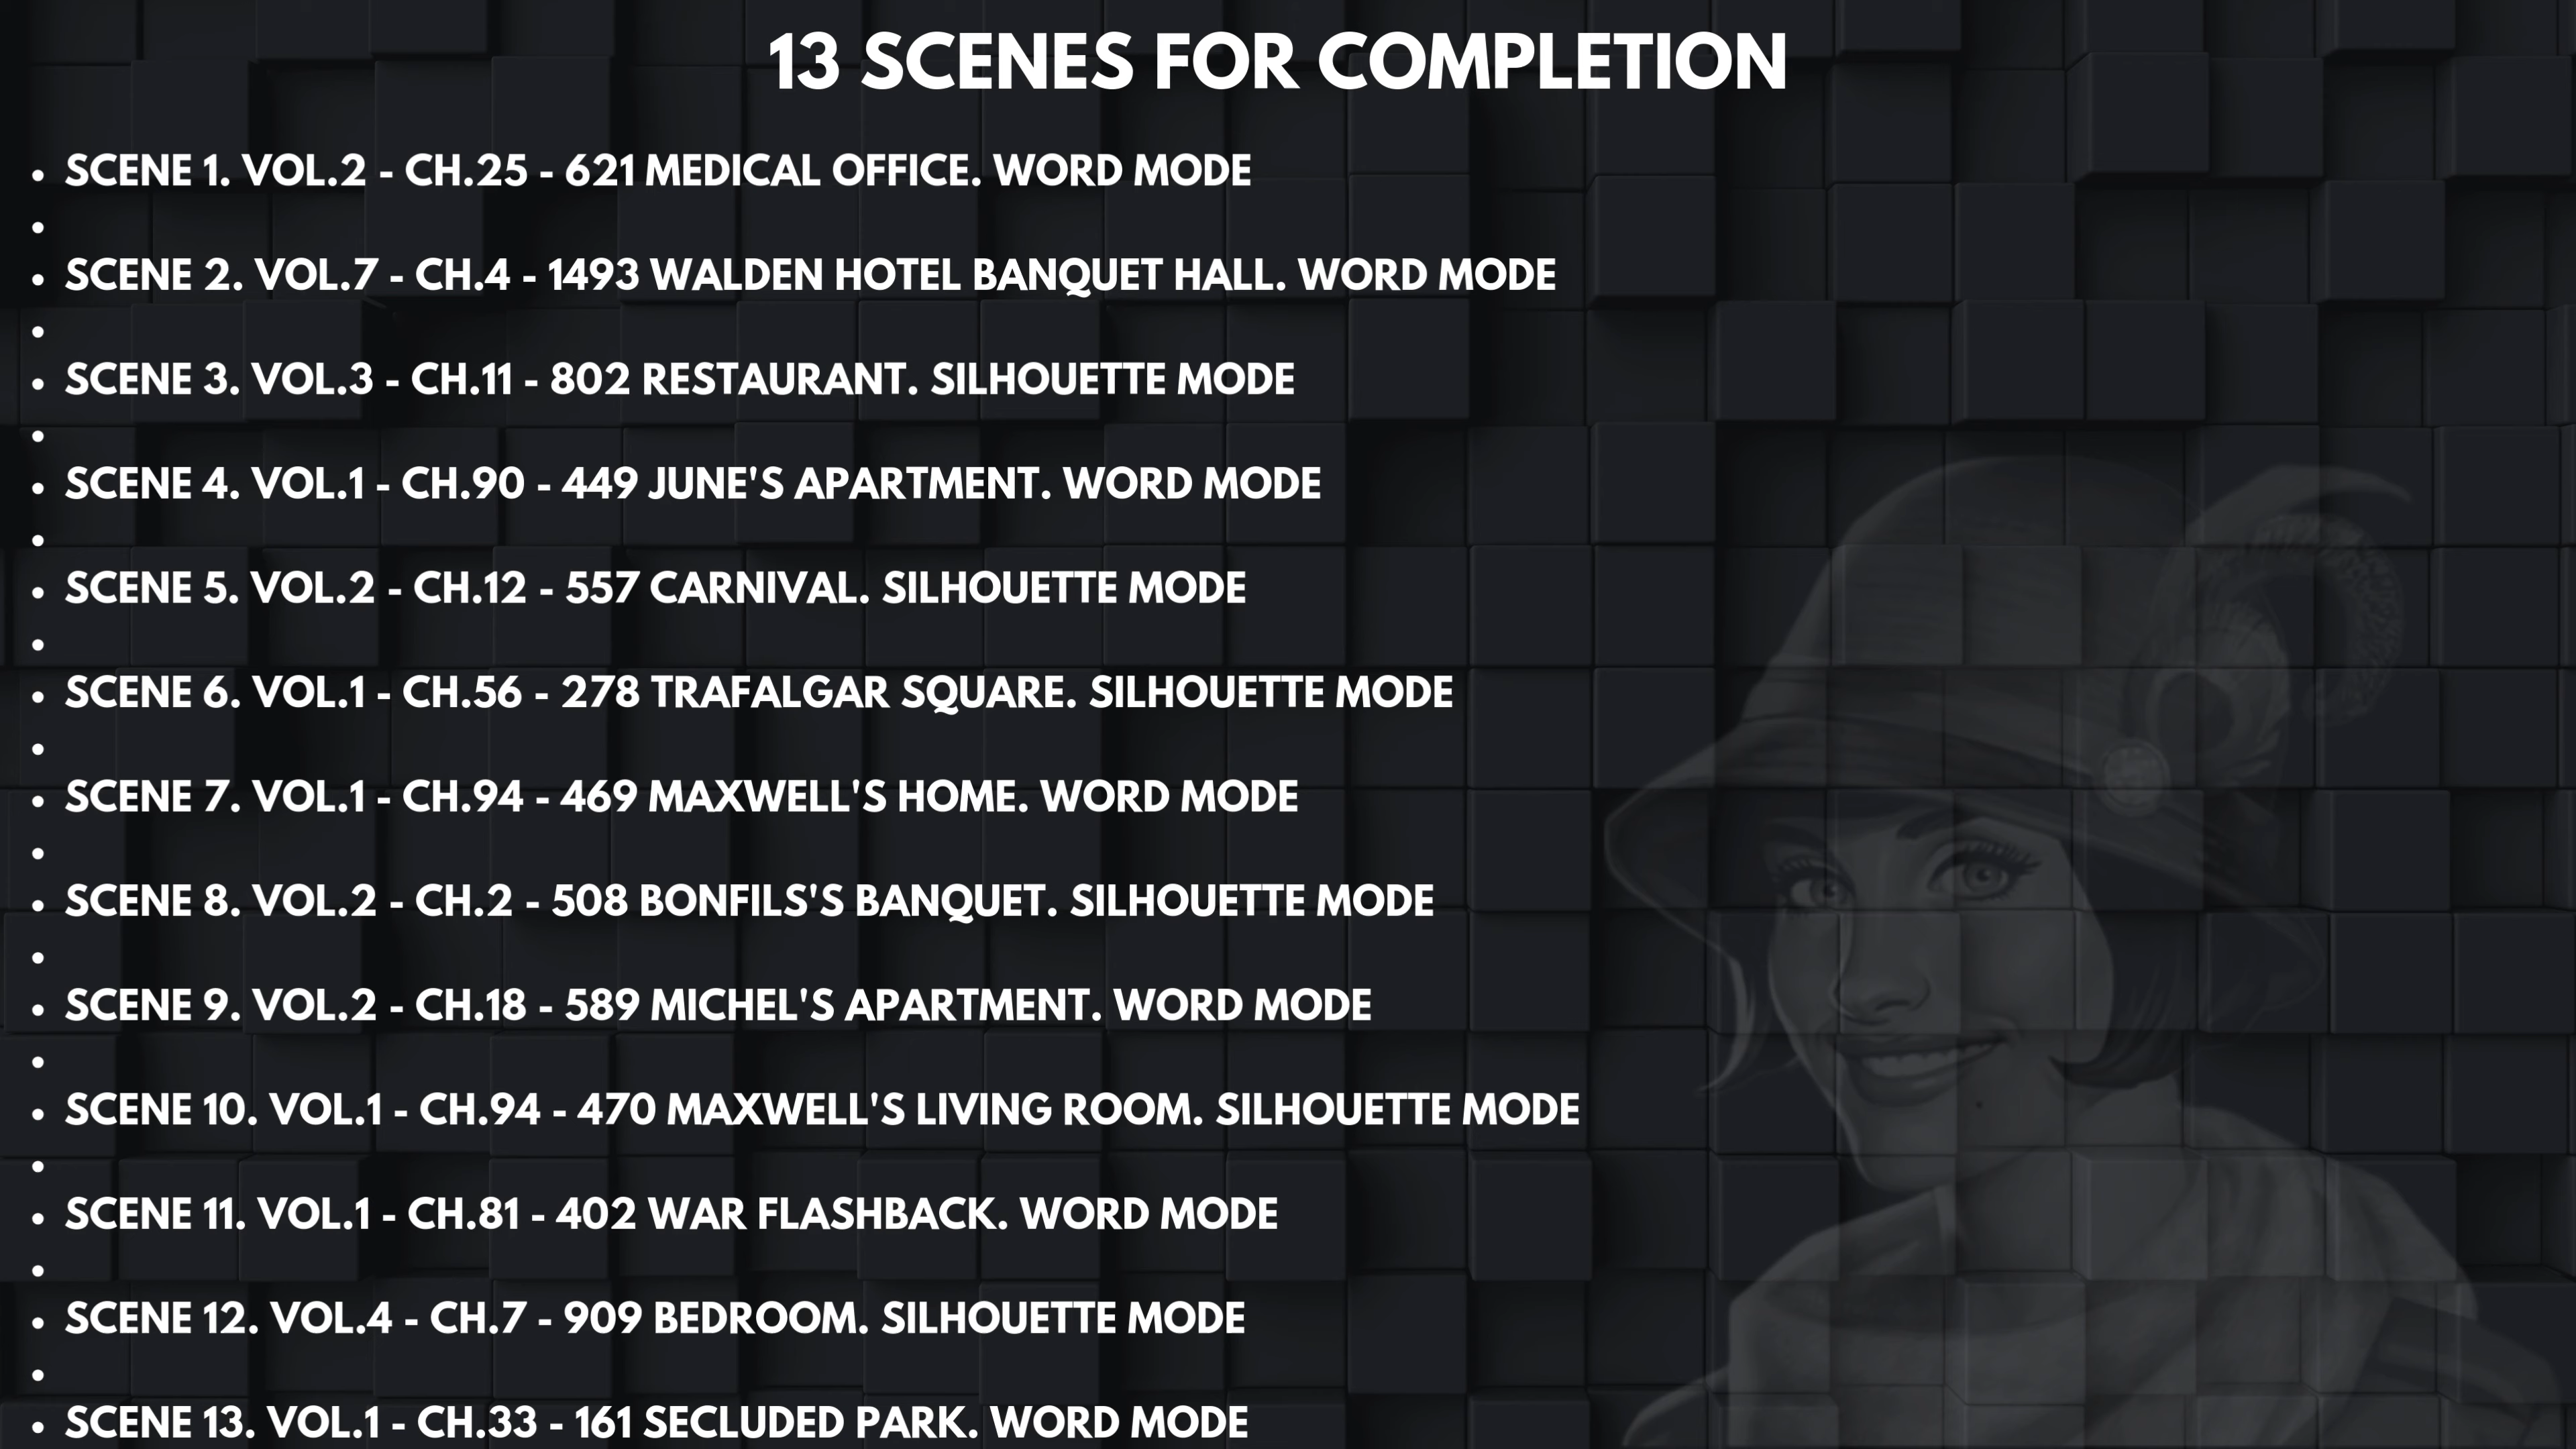 13 SCENES FOR COMPLETION
• SCENE 1. VOL.2 - CH.25 - 621 MEDICAL OFFICE. WORD MODE
•
• SCENE 2. VOL.7 - CH.4 - 1493 WALDEN HOTEL BANQUET HALL. WORD MODE
•
• SCENE 3. VOL.3 - CH.11 - 802 RESTAURANT. SILHOUETTE MODE
•
• SCENE 4. VOL.1 - CH.90 - 449 JUNE'S APARTMENT. WORD MODE
•
• SCENE 5. VOL.2 - CH.12 - 557 CARNIVAL. SILHOUETTE MODE
•
• SCENE 6. VOL.1 - CH.56 - 278 TRAFALGAR SQUARE. SILHOUETTE MODE
•
• SCENE 7. VOL.1 - CH.94 - 469 MAXWELL'S HOME. WORD MODE
•
• SCENE 8. VOL.2 - CH.2 - 508 BONFILS'S BANQUET. SILHOUETTE MODE
•
• SCENE 9. VOL.2 - CH.18 - 589 MICHEL'S APARTMENT. WORD MODE
•
• SCENE 10. VOL.1 - CH.94 - 470 MAXWELL'S LIVING ROOM. SILHOUETTE MODE
•
• SCENE 11. VOL.1 - CH.81 - 402 WAR FLASHBACK. WORD MODE
•
• SCENE 12. VOL.4 - CH.7 - 909 BEDROOM. SILHOUETTE MODE
•
• SCENE 13. VOL.1 - CH.33 - 161 SECLUDED PARK. WORD MODE